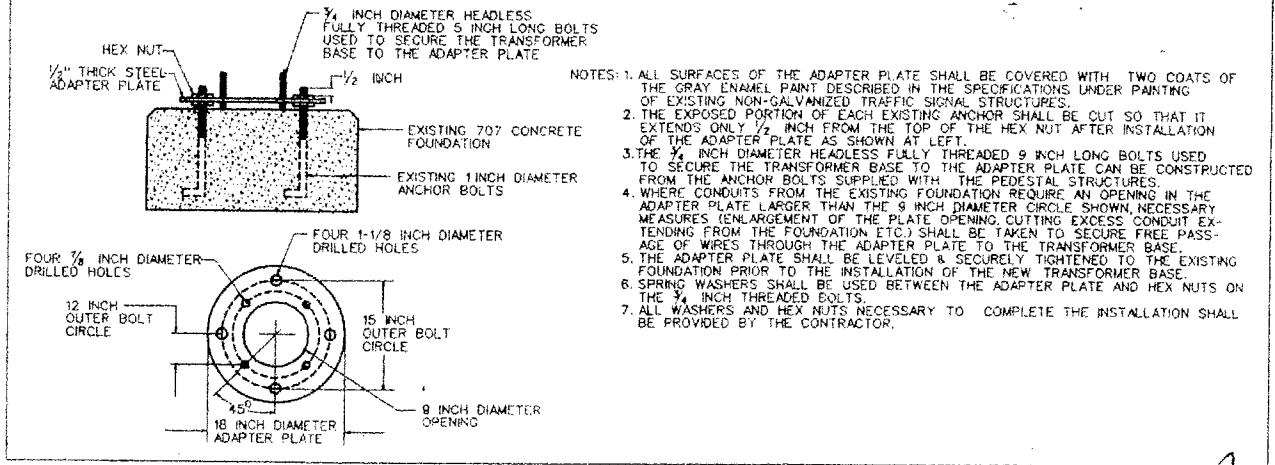 3/4 INCH DIAMETER HEADLESS
FULLY THREADED 5 INCH LONG BOLTS
USED TO SECURE THE TRANSFORMER
BASE TO THE ADAPTER PLATE
HEX NUT
1/2" THICK STEEL
ADAPTER PLATE
1/2 INCH
EXISTING 707 CONCRETE
FOUNDATION
EXISTING 1 INCH DIAMETER
ANCHOR BOLTS
FOUR 1-1/8 INCH DIAMETER
DRILLED HOLES
FOUR 7/8 INCH DIAMETER
DRILLED HOLES
12 INCH
OUTER BOLT
CIRCLE
15 INCH
OUTER BOLT
CIRCLE
45°
9 INCH DIAMETER
OPENING
18 INCH DIAMETER
ADAPTER PLATE
NOTES: 1. ALL SURFACES OF THE ADAPTER PLATE SHALL BE COVERED WITH TWO COATS OF
THE GRAY ENAMEL PAINT DESCRIBED IN THE SPECIFICATIONS UNDER PAINTING
OF EXISTING NON-GALVANIZED TRAFFIC SIGNAL STRUCTURES.
2. THE EXPOSED PORTION OF EACH EXISTING ANCHOR SHALL BE CUT SO THAT IT
EXTENDS ONLY 1/2 INCH FROM THE TOP OF THE HEX NUT AFTER INSTALLATION
OF THE ADAPTER PLATE AS SHOWN AT LEFT.
3. THE 3/4 INCH DIAMETER HEADLESS FULLY THREADED 9 INCH LONG BOLTS USED
TO SECURE THE TRANSFORMER BASE TO THE ADAPTER PLATE CAN BE CONSTRUCTED
FROM THE ANCHOR BOLTS SUPPLIED WITH THE PEDESTAL STRUCTURES.
4. WHERE CONDUITS FROM THE EXISTING FOUNDATION REQUIRE AN OPENING IN THE
ADAPTER PLATE LARGER THAN THE 9 INCH DIAMETER CIRCLE SHOWN, NECESSARY
MEASURES (ENLARGEMENT OF THE PLATE OPENING, CUTTING EXCESS CONDUIT EX-
TENDING FROM THE FOUNDATION ETC.) SHALL BE TAKEN TO SECURE FREE PASS-
AGE OF WIRES THROUGH THE ADAPTER PLATE TO THE TRANSFORMER BASE.
5. THE ADAPTER PLATE SHALL BE LEVELED & SECURELY TIGHTENED TO THE EXISTING
FOUNDATION PRIOR TO THE INSTALLATION OF THE NEW TRANSFORMER BASE.
6. SPRING WASHERS SHALL BE USED BETWEEN THE ADAPTER PLATE AND HEX NUTS ON
THE 3/4 INCH THREADED BOLTS.
7. ALL WASHERS AND HEX NUTS NECESSARY TO COMPLETE THE INSTALLATION SHALL
BE PROVIDED BY THE CONTRACTOR.